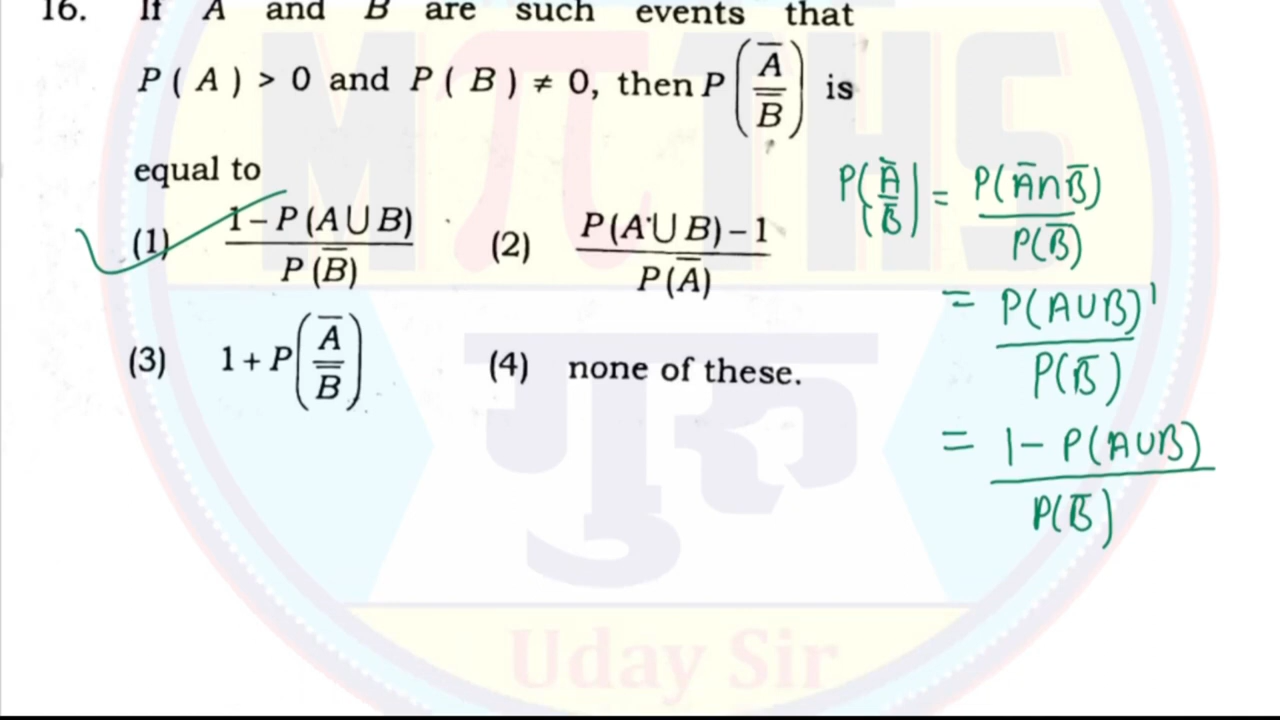 16. If A and B are such events that
P ( A ) > 0 and P ( B ) ≠ 0, then P(A̅/B̅) is
equal to
(1) 1 – P (A ∪ B) / P (B̅)
(2) P(A ∪ B) – 1 / P(A̅)
(3) 1 + P(A̅/B̅)
(4) none of these.
P(A̅/B̅) = P(A̅∩B̅) / P(B̅)
= P(A∪B)' / P(B̅)
= 1 – P(A∪B) / P(B̅)
MATHS
गुरु
Uday Sir